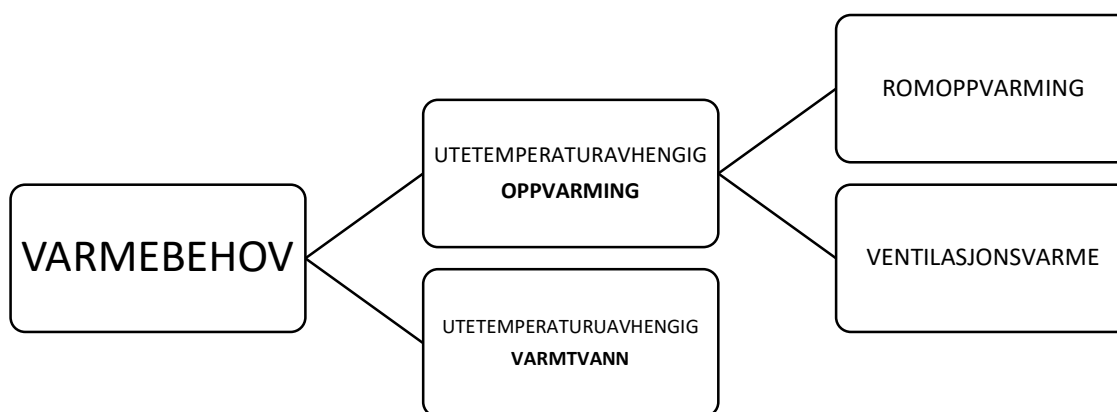 VARMEBEHOV
UTETEMPERATURAVHENGIG
OPPVARMING
UTETEMPERATURUAVHENGIG
VARMTVANN
ROMOPPVARMING
VENTILASJONSVARME